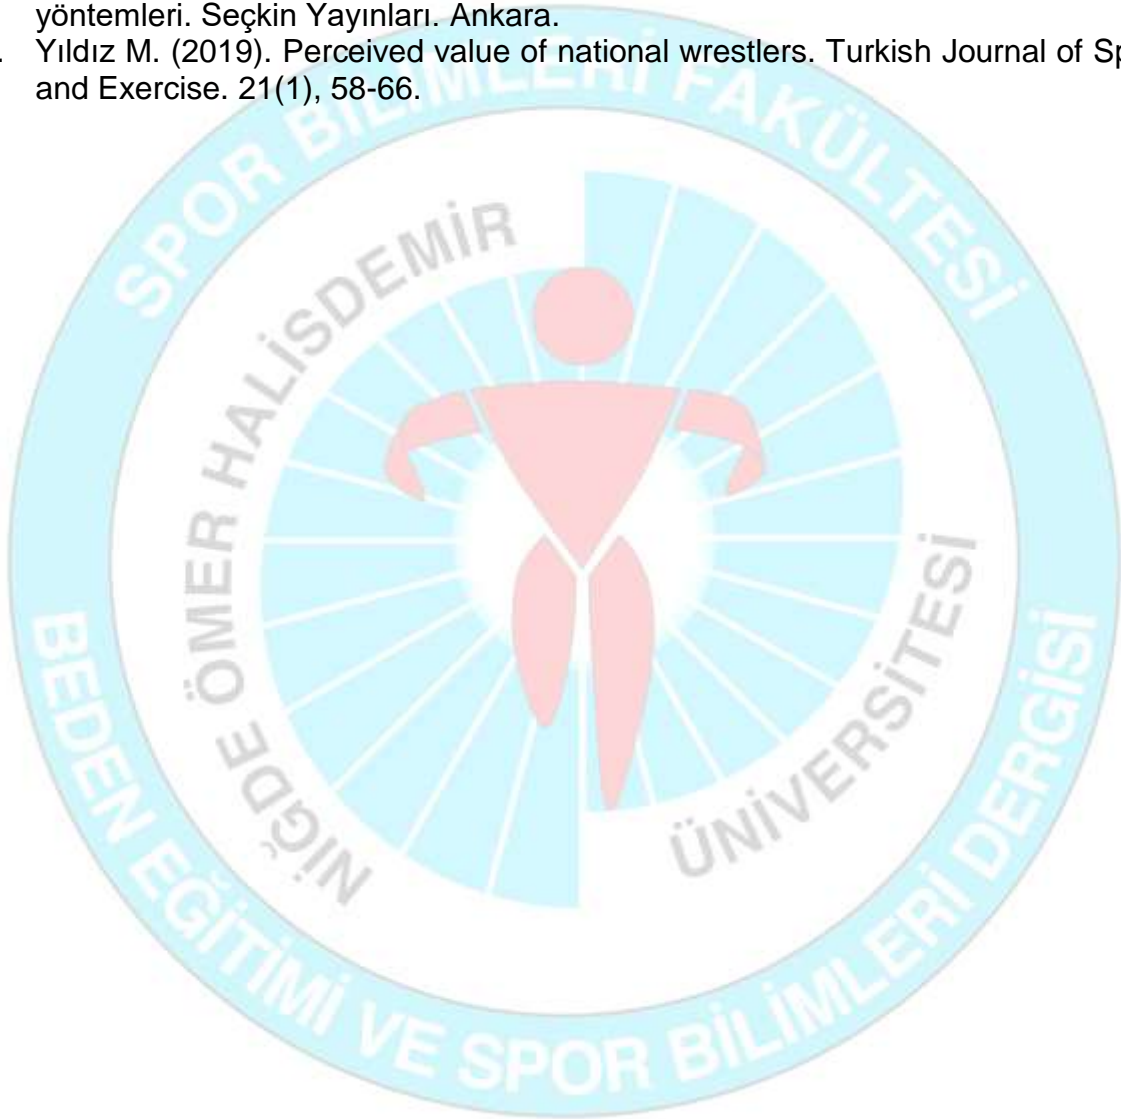 yöntemleri. Seçkin Yayınları. Ankara.
Yıldız M. (2019). Perceived value of national wrestlers. Turkish Journal of
and Exercise. 21(1), 58-66.
SPOR BİLİMLERİ FAKÜLTESİ
NİĞDE ÖMER HALİSDEMİR
ÜNİVERSİTESİ
BEDEN EĞİTİMİ VE SPOR BİLİMLERİ DERGİSİ